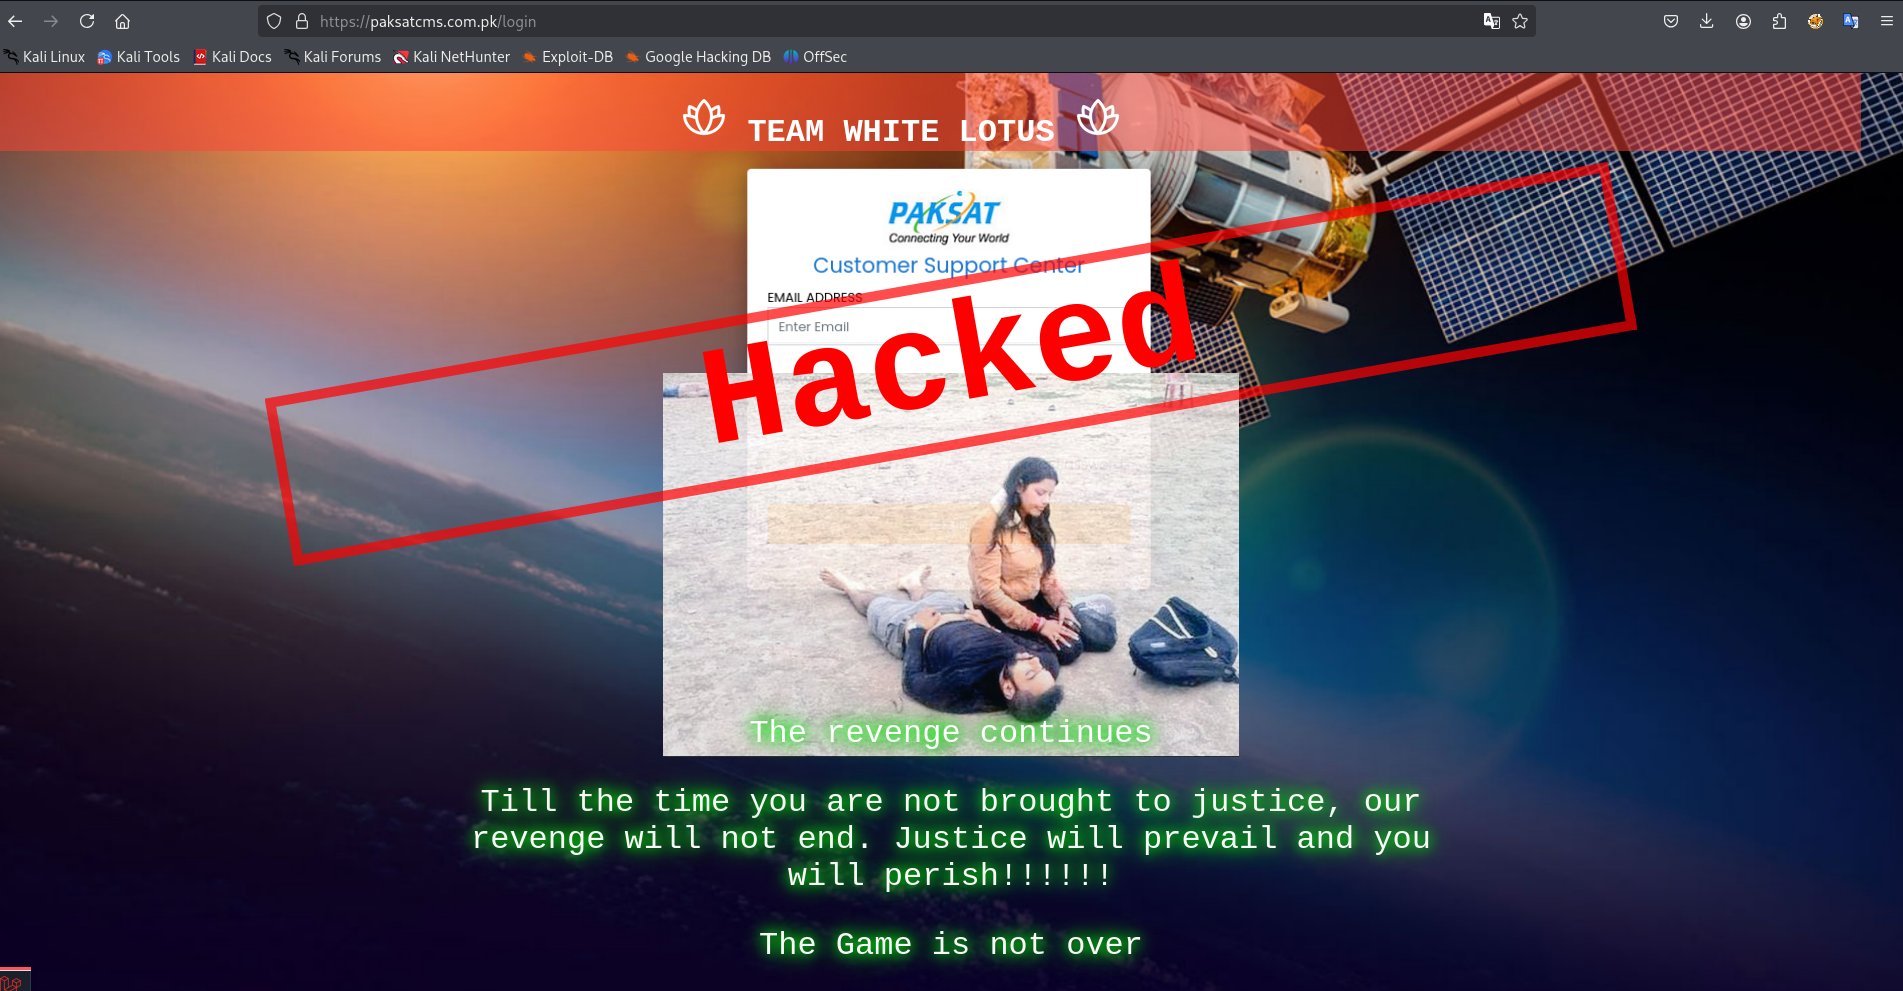 https://paksatcms.com.pk/login
Kali Linux Kali Tools Kali Docs Kali Forums Kali NetHunter Exploit-DB Google Hacking DB OffSec
TEAM WHITE LOTUS
PAKSAT
Connecting Your World
Customer Support Center
EMAIL ADDRESS
Enter Email
Hacked
The revenge continues
Till the time you are not brought to justice, our
revenge will not end. Justice will prevail and you
will perish!!!!!!
The Game is not over